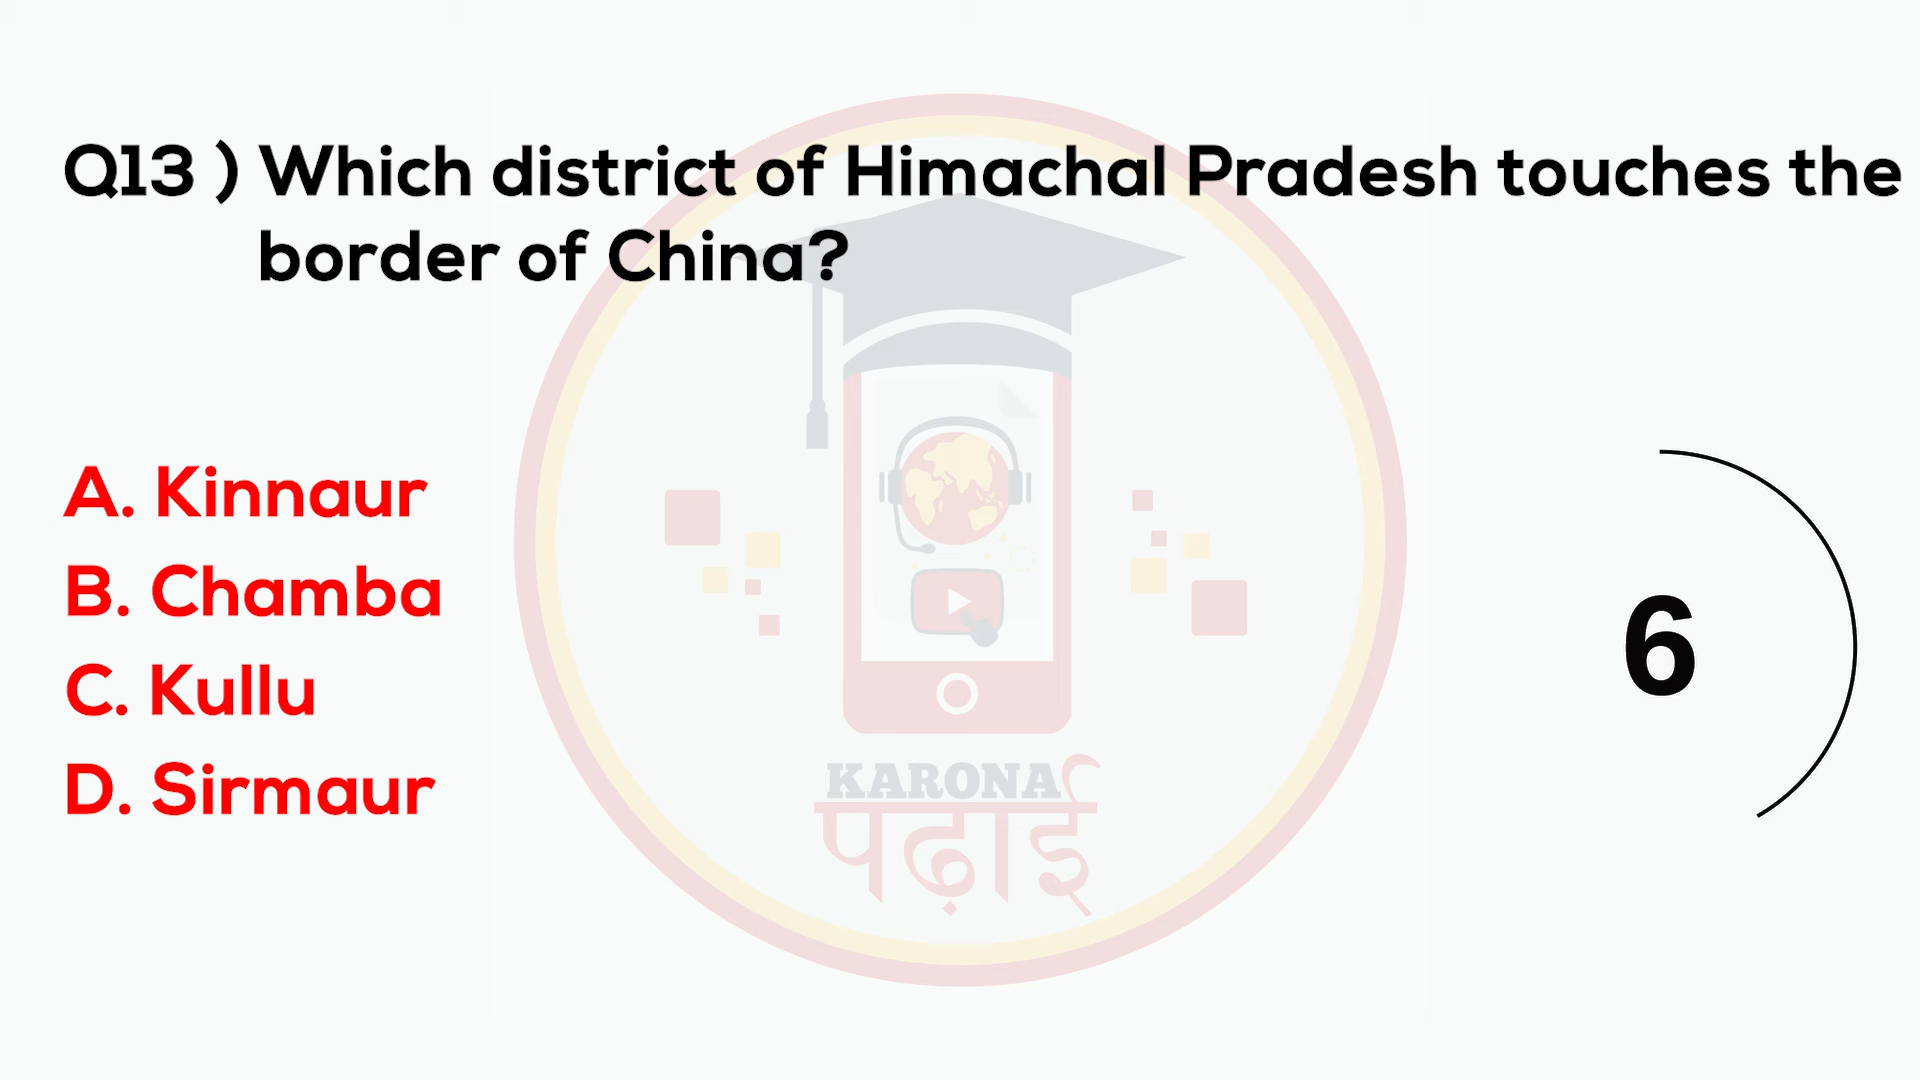 Q13 ) Which district of Himachal Pradesh touches the
border of China?
A. Kinnaur
B. Chamba
C. Kullu
D. Sirmaur
6
KARONA
पढ़ाई